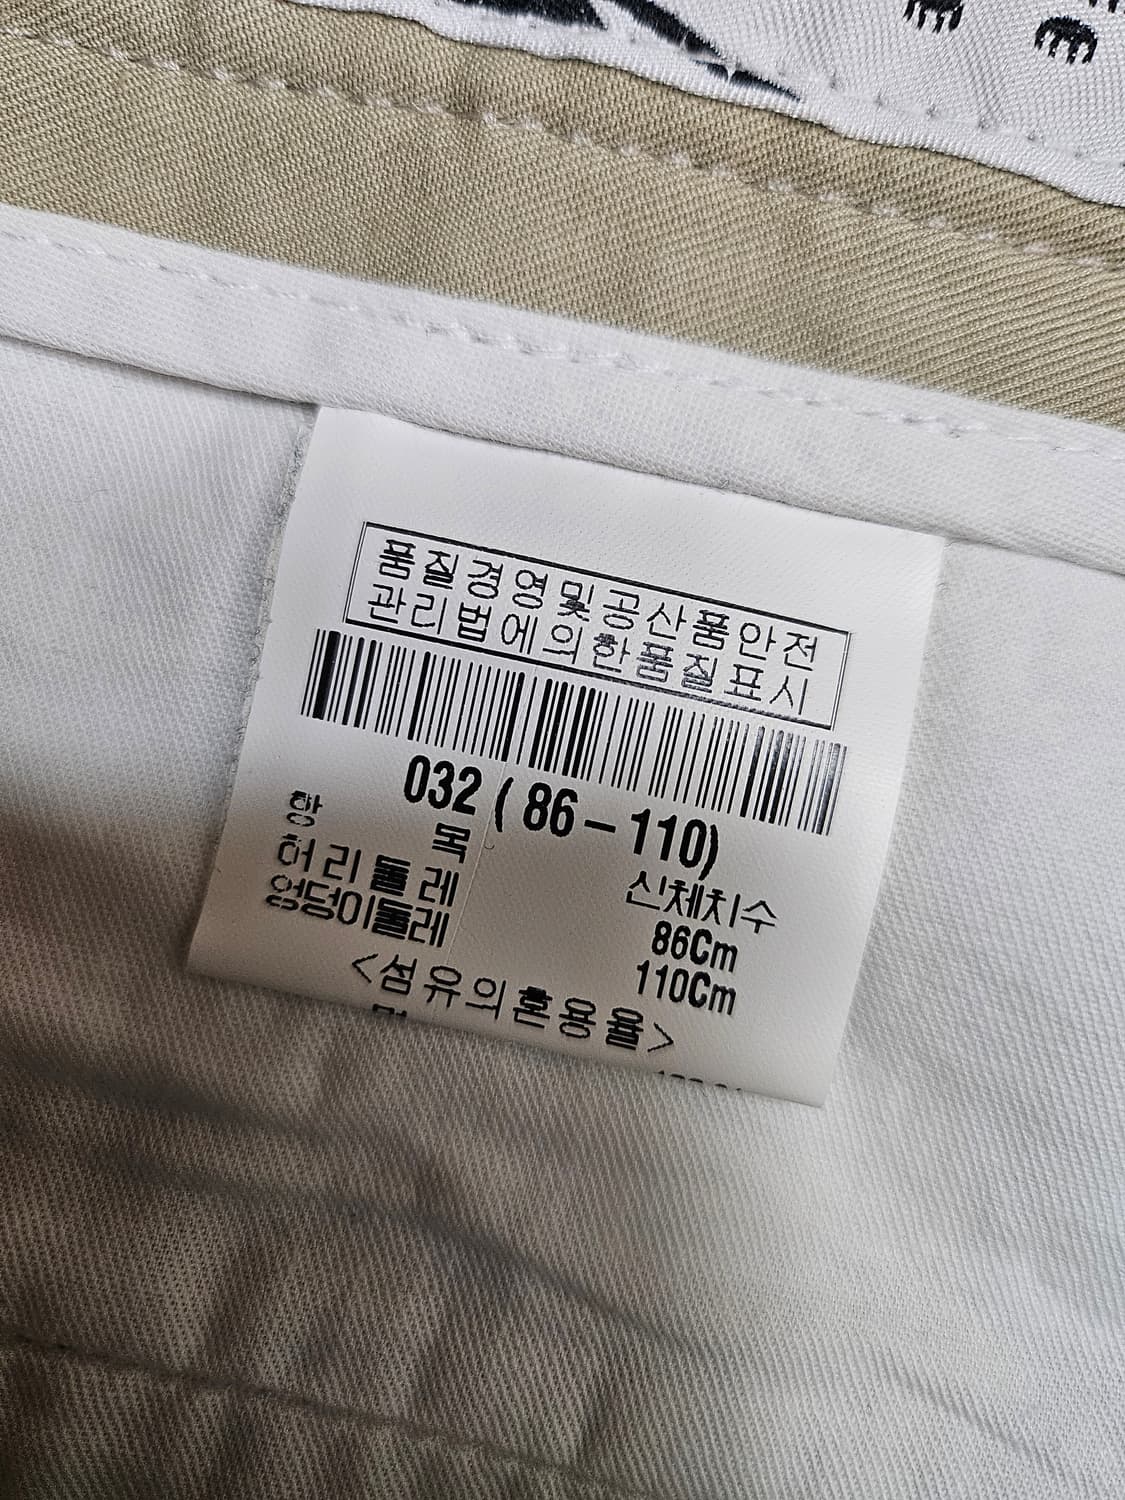 품질경영및공산품안전
관리법에의한품질표시
032 ( 86 – 110)
항 목 신체치수
허리둘레 86Cm
엉덩이둘레 110Cm
<섬유의혼용율>